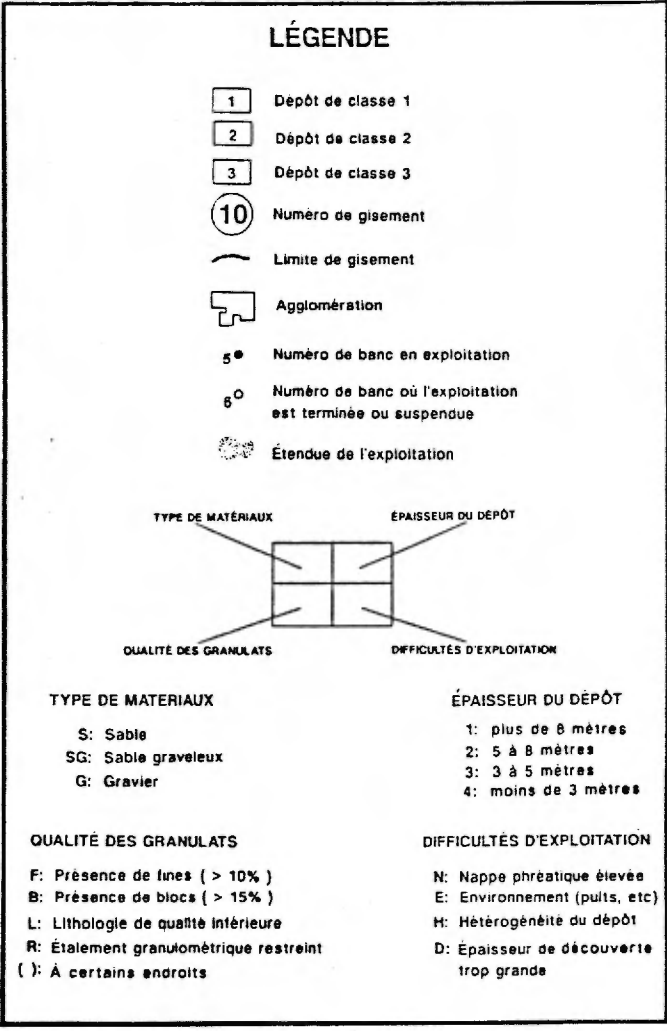 LÉGENDE
1 Dépôt de classe 1
2 Dépôt de classe 2
3 Dépôt de classe 3
10 Numéro de gisement
Limite de gisement
Agglomération
5 Numéro de banc en exploitation
6 Numéro de banc où l'exploitation
est terminée ou suspendue
Étendue de l'exploitation
TYPE DE MATÉRIAUX
ÉPAISSEUR DU DÉPÔT
QUALITÉ DES GRANULATS
DIFFICULTÉS D'EXPLOITATION
TYPE DE MATERIAUX
S: Sable
SG: Sable graveleux
G: Gravier
ÉPAISSEUR DU DÉPÔT
1: plus de 8 mètres
2: 5 à 8 mètres
3: 3 à 5 mètres
4: moins de 3 mètres
QUALITÉ DES GRANULATS
F: Présence de fines ( > 10% )
B: Présence de blocs ( > 15% )
L: Lithologie de qualité inférieure
R: Étalement granulométrique restreint
( ): À certains endroits
DIFFICULTÉS D'EXPLOITATION
N: Nappe phréatique élevée
E: Environnement (puits, etc)
H: Hétérogénéité du dépôt
D: Épaisseur de découverte
trop grande